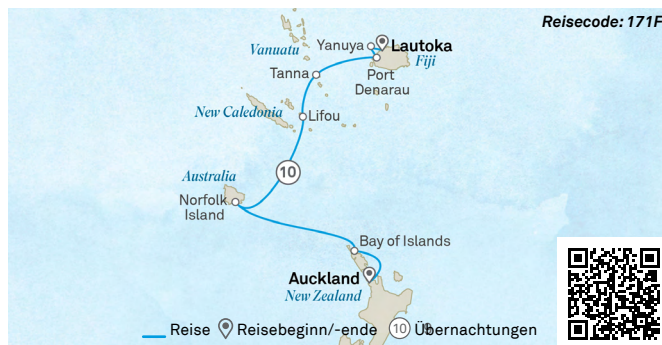 Reisecode: 171F
Yanuya
Lautoka
Vanuatu
Fiji
Tanna
Port
Denarau
New Caledonia
Lifou
10
Australia
Norfolk
Island
Bay of Islands
Auckland
New Zealand
Reise
Reisebeginn/-ende
10
Übernachtungen